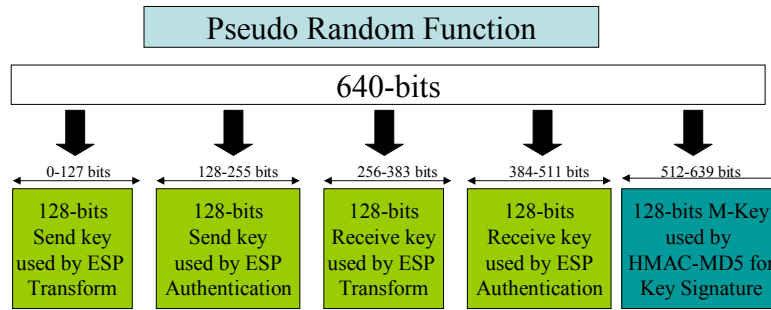 Pseudo Random Function
640-bits
0-127 bits
128-255 bits
256-383 bits
384-511 bits
512-639 bits
128-bits
Send key
used by ESP
Transform
128-bits
Send key
used by ESP
Authentication
128-bits
Receive key
used by ESP
Transform
128-bits
Receive key
used by ESP
Authentication
128-bits M-Key
used by
HMAC-MD5 for
Key Signature